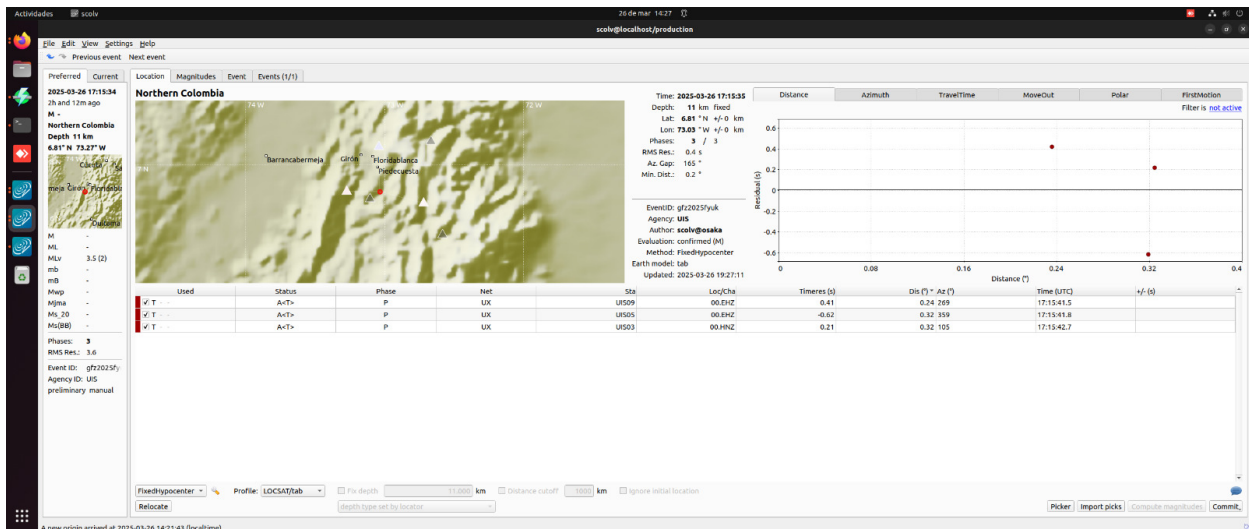 Actividades scolv 26 de mar 14:27
scolv@localhost/production
File Edit View Settings Help
Previous event Next event
Preferred Current
2025-03-26 17:15:34
2h and 12m ago
M -
Northern Colombia
Depth 11 km
6.81° N 73.27° W
M -
ML -
MLv 3.5 (2)
mb -
mB -
Mwp -
Mjma -
Ms_20 -
Ms(BB) -
Phases: 3
RMS Res.: 3.6
Event ID: gfz2025fy
Agency ID: UIS
preliminary manual
Location Magnitudes Event Events (1/1)
Northern Colombia
74 W
72 W
Barrancabermeja
Girón
Floridablanca
Piedecuesta
Time: 2025-03-26 17:15:35
Depth: 11 km fixed
Lat: 6.81 °N +/- 0 km
Lon: 73.03 °W +/- 0 km
Phases: 3 / 3
RMS Res.: 0.4 s
Az. Gap: 165 °
Min. Dist.: 0.2 °
EventID: gfz2025fyuk
Agency: UIS
Author: scolv@osaka
Evaluation: confirmed (M)
Method: FixedHypocenter
Earth model: tab
Updated: 2025-03-26 19:27:11
Distance Azimuth TravelTime MoveOut Polar FirstMotion
Filter is not active
Residual (s)
0.6
0.4
0.2
0
-0.2
-0.4
-0.6
0 0.08 0.16 0.24 0.32 0.4
Distance (°)
Used Status Phase Net Sta Loc/Cha Timeres (s) Dis (°) Az (°) Time (UTC) +/- (s)
T A<T> P UX UIS09 00.EHZ 0.41 0.24 269 17:15:41.5
T A<T> P UX UIS05 00.EHZ -0.62 0.32 359 17:15:41.8
T A<T> P UX UIS03 00.HNZ 0.21 0.32 105 17:15:42.7
FixedHypocenter Profile: LOCSAT/tab Fix depth 11.000 km Distance cutoff 1000 km Ignore initial location
Relocate depth type set by locator Picker Import picks Compute magnitudes Commit
A new origin arrived at 2025-03-26 14:21:43 (localtime)